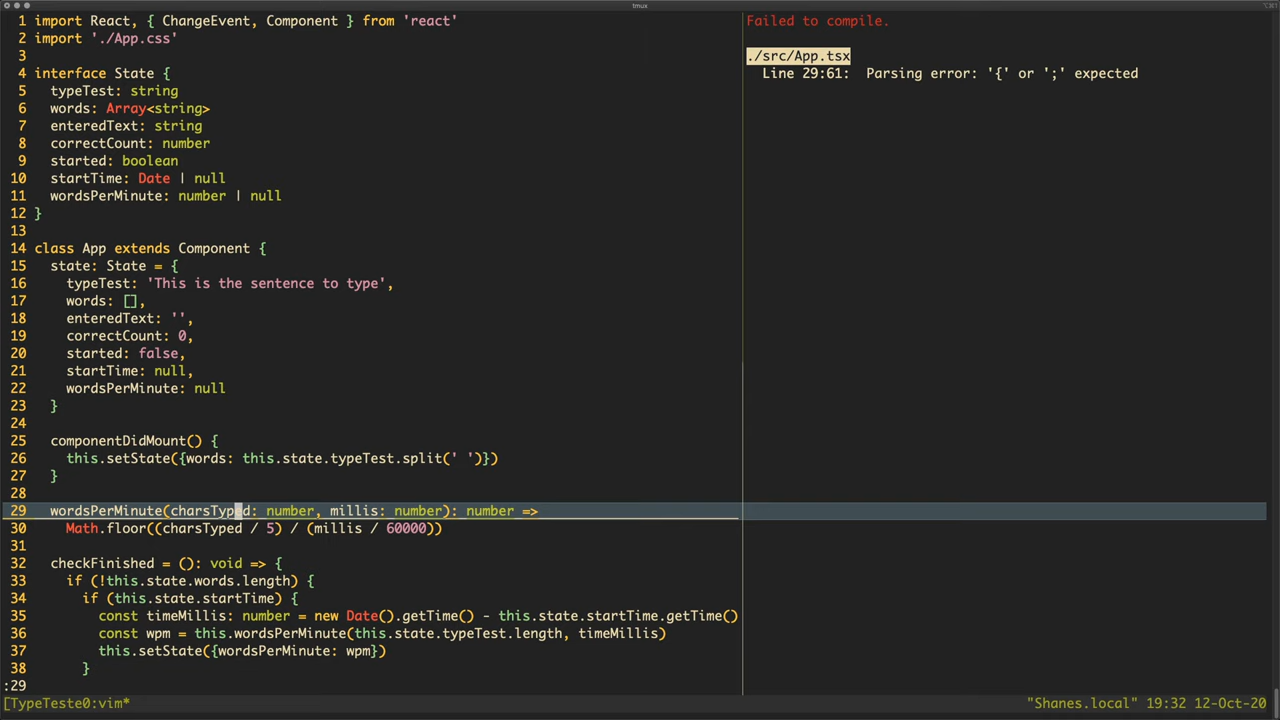 tmux
⌥⌘1
1 import React, { ChangeEvent, Component } from 'react'
2 import './App.css'
3
4 interface State {
5   typeTest: string
6   words: Array<string>
7   enteredText: string
8   correctCount: number
9   started: boolean
10   startTime: Date | null
11   wordsPerMinute: number | null
12 }
13
14 class App extends Component {
15   state: State = {
16     typeTest: 'This is the sentence to type',
17     words: [],
18     enteredText: '',
19     correctCount: 0,
20     started: false,
21     startTime: null,
22     wordsPerMinute: null
23   }
24
25   componentDidMount() {
26     this.setState({words: this.state.typeTest.split(' ')})
27   }
28
29   wordsPerMinute(charsTyped: number, millis: number): number =>
30     Math.floor((charsTyped / 5) / (millis / 60000))
31
32   checkFinished = (): void => {
33     if (!this.state.words.length) {
34       if (this.state.startTime) {
35         const timeMillis: number = new Date().getTime() - this.state.startTime.getTime()
36         const wpm = this.wordsPerMinute(this.state.typeTest.length, timeMillis)
37         this.setState({wordsPerMinute: wpm})
38       }
:29
Failed to compile.
./src/App.tsx
  Line 29:61:  Parsing error: '{' or ';' expected
[TypeTeste0:vim*
"Shanes.local" 19:32 12-Oct-20